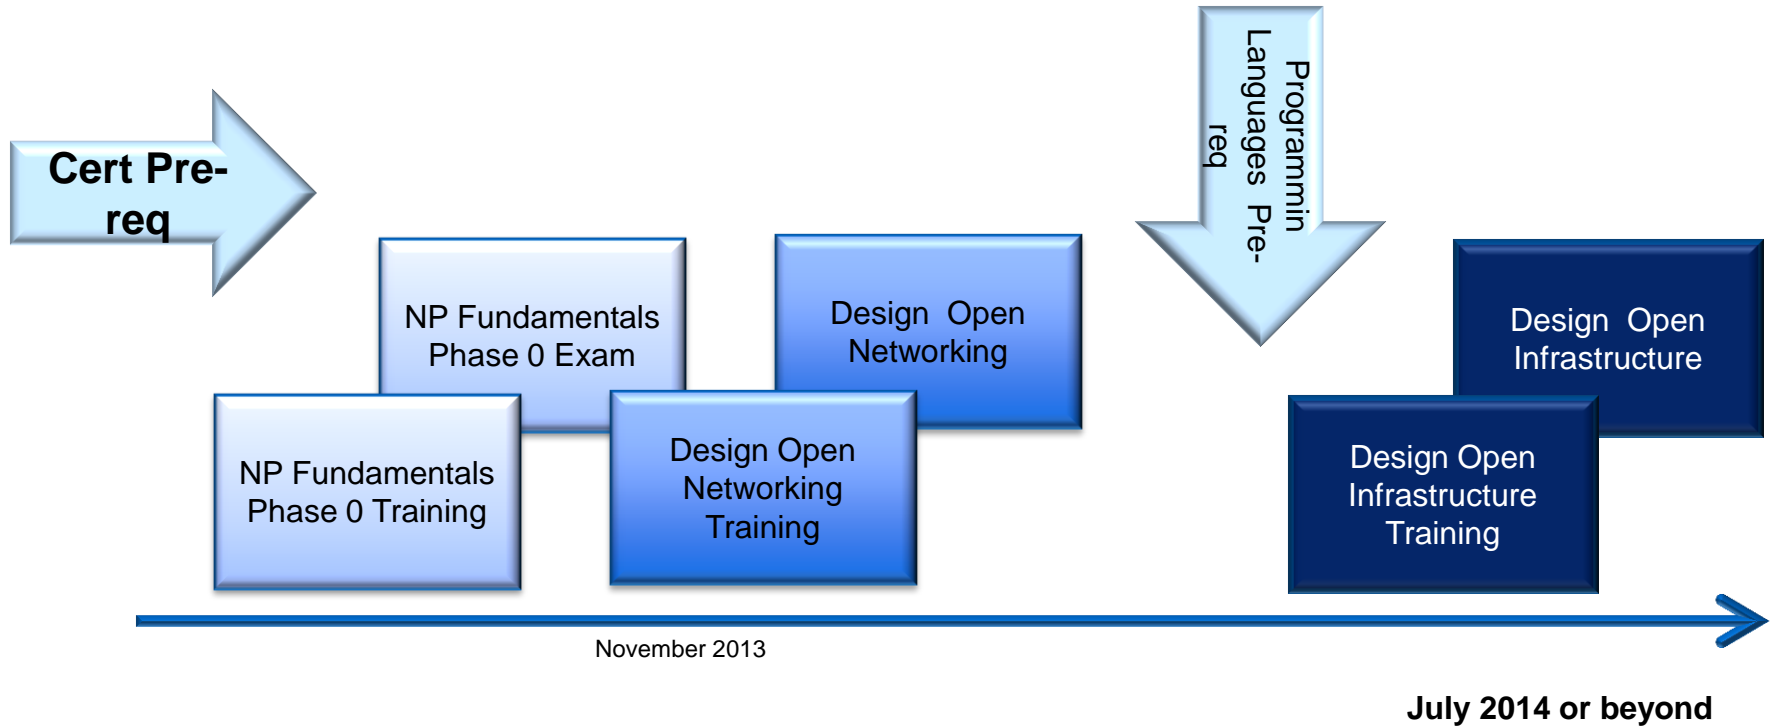 Cert Pre-
req
Programmin
Languages Pre-
req
NP Fundamentals
Phase 0 Exam
Design Open
Networking
Design Open
Infrastructure
NP Fundamentals
Phase 0 Training
Design Open
Networking
Training
Design Open
Infrastructure
Training
November 2013
July 2014 or beyond